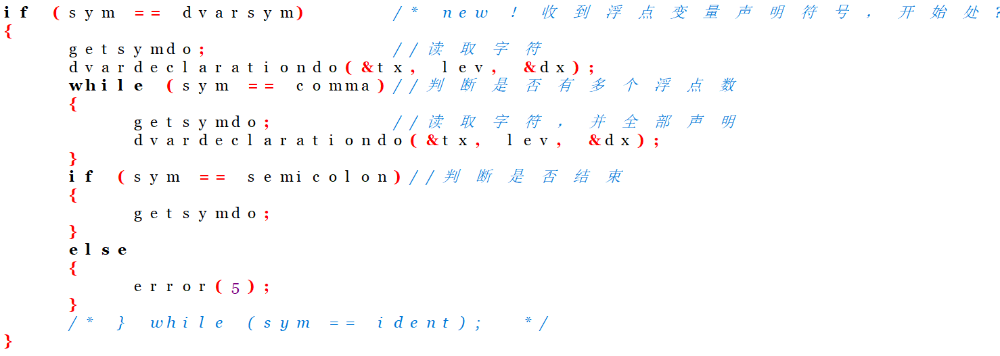 if (sym == dvarsym) /* new ! 收到浮点变量声明符号，开始处?
{
getsymdo; //读取字符
dvardeclarationdo(&tx, lev, &dx);
while (sym == comma)//判断是否有多个浮点数
{
getsymdo; //读取字符，并全部声明
dvardeclarationdo(&tx, lev, &dx);
}
if (sym == semicolon)//判断是否结束
{
getsymdo;
}
else
{
error(5);
}
/* } while (sym == ident); */
}